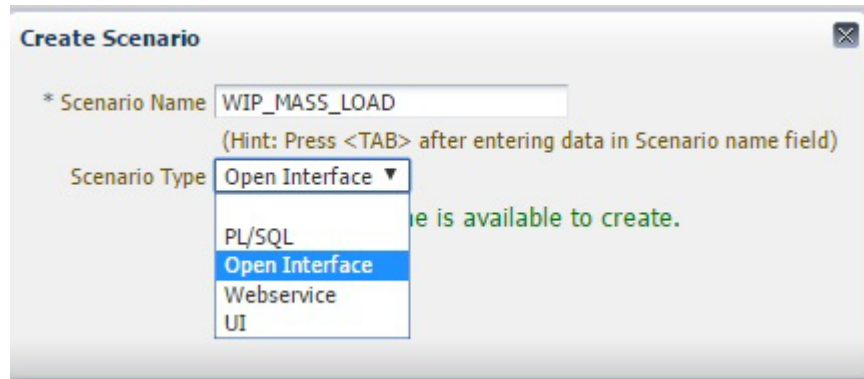 Create Scenario
* Scenario Name WIP_MASS_LOAD
(Hint: Press <TAB> after entering data in Scenario name field)
Scenario Type Open Interface
is available to create.
PL/SQL
Open Interface
Webservice
UI